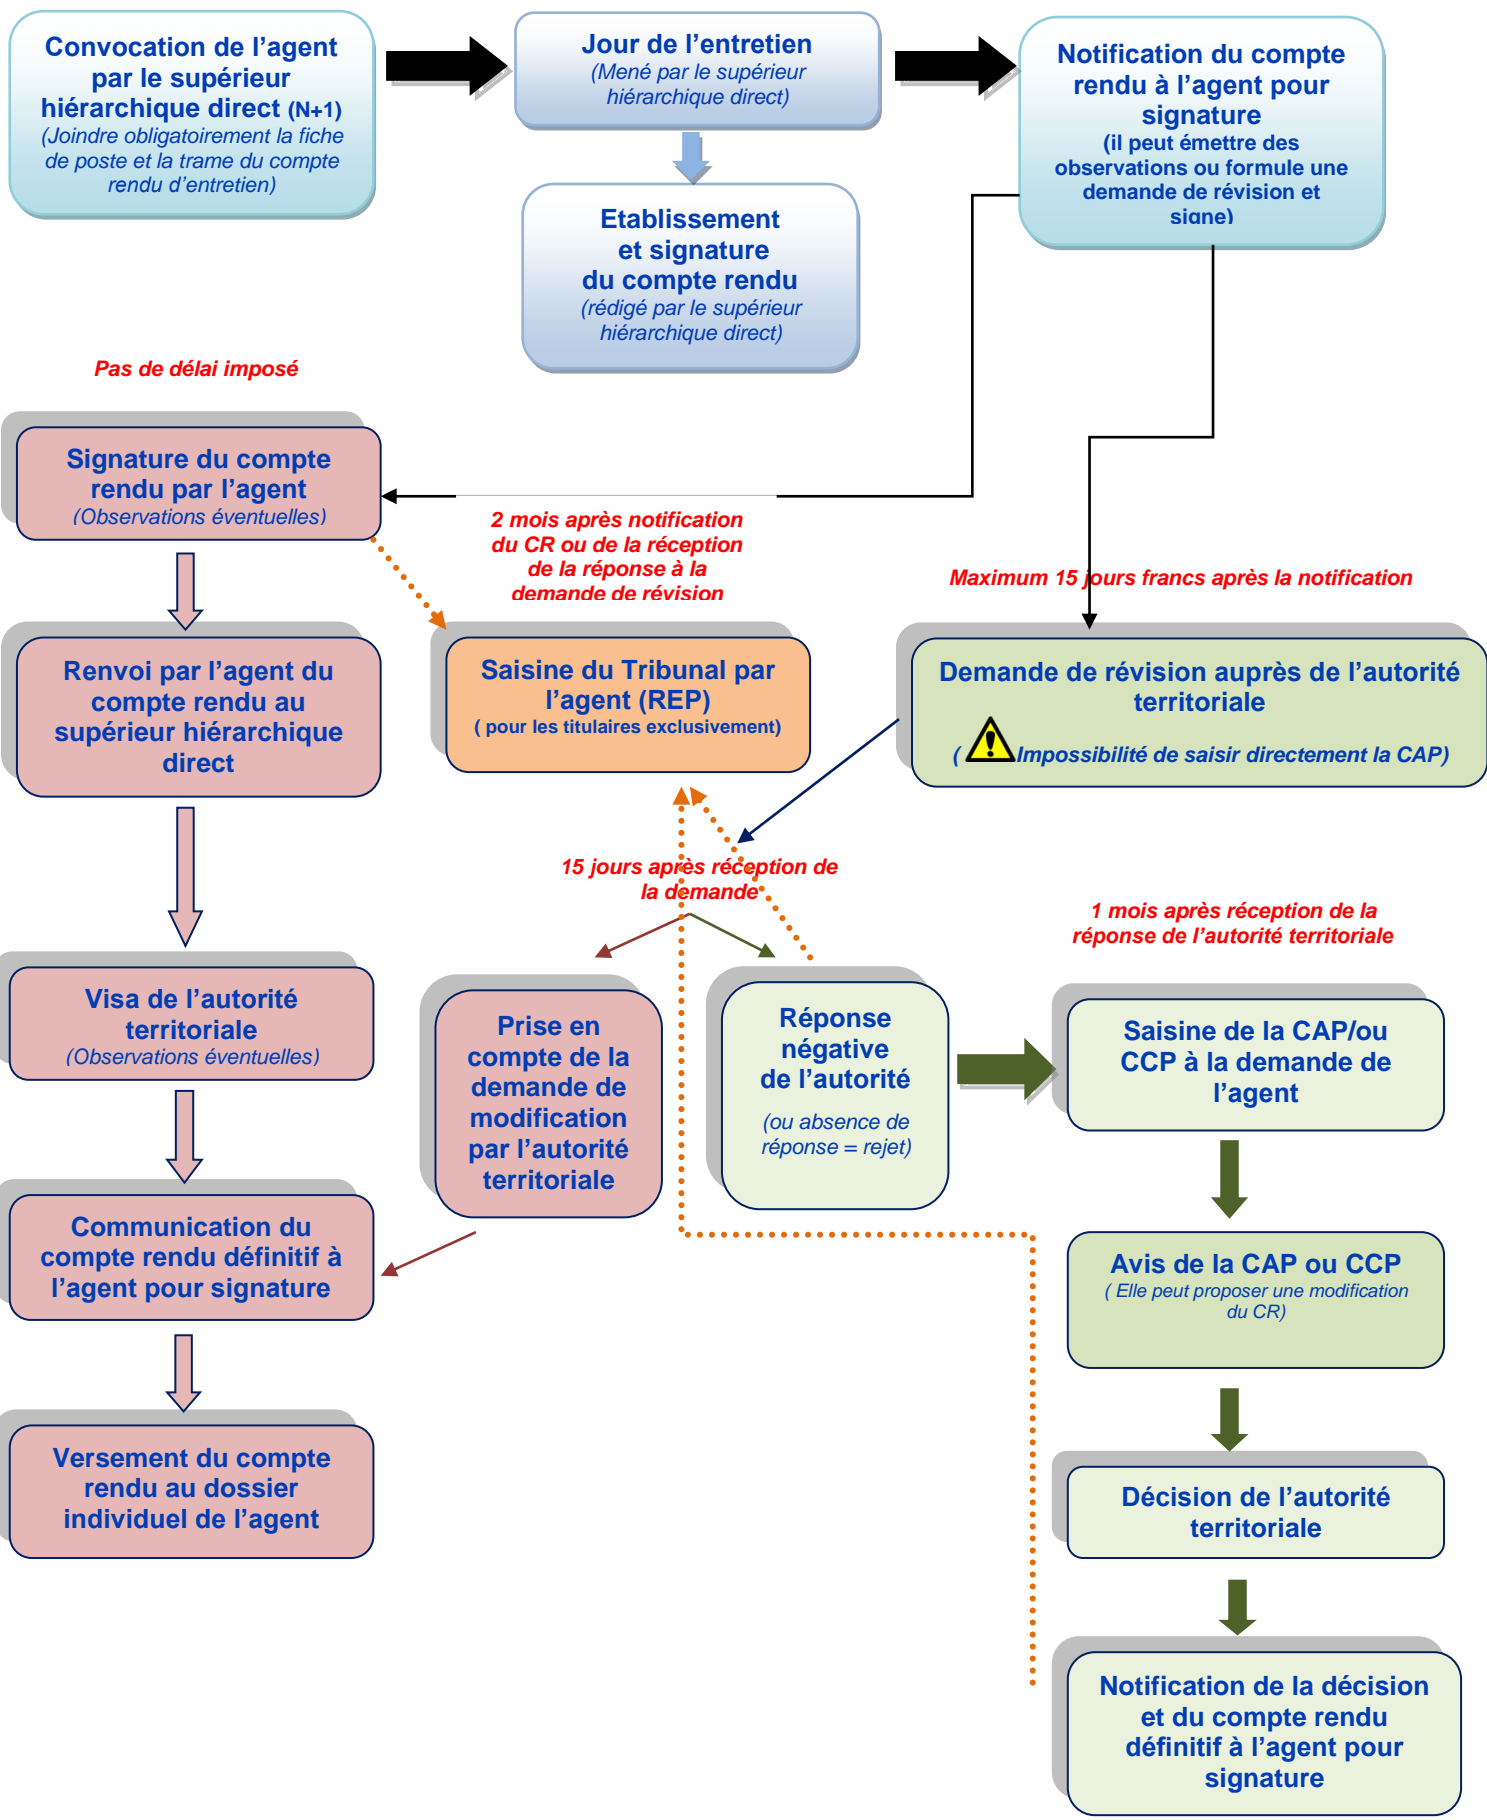 Convocation de l’agent
par le supérieur
hiérarchique direct (N+1)
(Joindre obligatoirement la fiche
de poste et la trame du compte
rendu d’entretien)
Jour de l’entretien
(Mené par le supérieur
hiérarchique direct)
Notification du compte
rendu à l’agent pour
signature
(il peut émettre des
observations ou formule une
demande de révision et
signe)
Etablissement
et signature
du compte rendu
(rédigé par le supérieur
hiérarchique direct)
Pas de délai imposé
Signature du compte
rendu par l’agent
(Observations éventuelles)
2 mois après notification
du CR ou de la réception
de la réponse à la
demande de révision
Maximum 15 jours francs après la notification
Renvoi par l’agent du
compte rendu au
supérieur hiérarchique
direct
Saisine du Tribunal par
l’agent (REP)
( pour les titulaires exclusivement)
Demande de révision auprès de l’autorité
territoriale
( Impossibilité de saisir directement la CAP)
15 jours après réception de
la demande
1 mois après réception de la
réponse de l’autorité territoriale
Visa de l’autorité
territoriale
(Observations éventuelles)
Prise en
compte de la
demande de
modification
par l’autorité
territoriale
Réponse
négative
de l’autorité
(ou absence de
réponse = rejet)
Saisine de la CAP/ou
CCP à la demande de
l’agent
Communication du
compte rendu définitif à
l’agent pour signature
Avis de la CAP ou CCP
( Elle peut proposer une modification
du CR)
Versement du compte
rendu au dossier
individuel de l’agent
Décision de l’autorité
territoriale
Notification de la décision
et du compte rendu
définitif à l’agent pour
signature